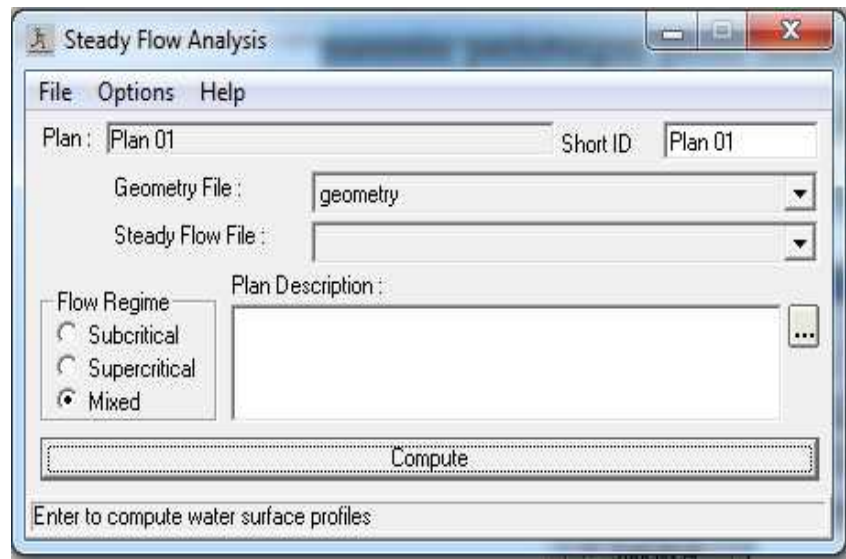 Steady Flow Analysis
File Options Help
Plan : Plan 01 Short ID Plan 01
Geometry File : geometry
Steady Flow File :
Plan Description :
Flow Regime
Subcritical
Supercritical
Mixed
...
Compute
Enter to compute water surface profiles